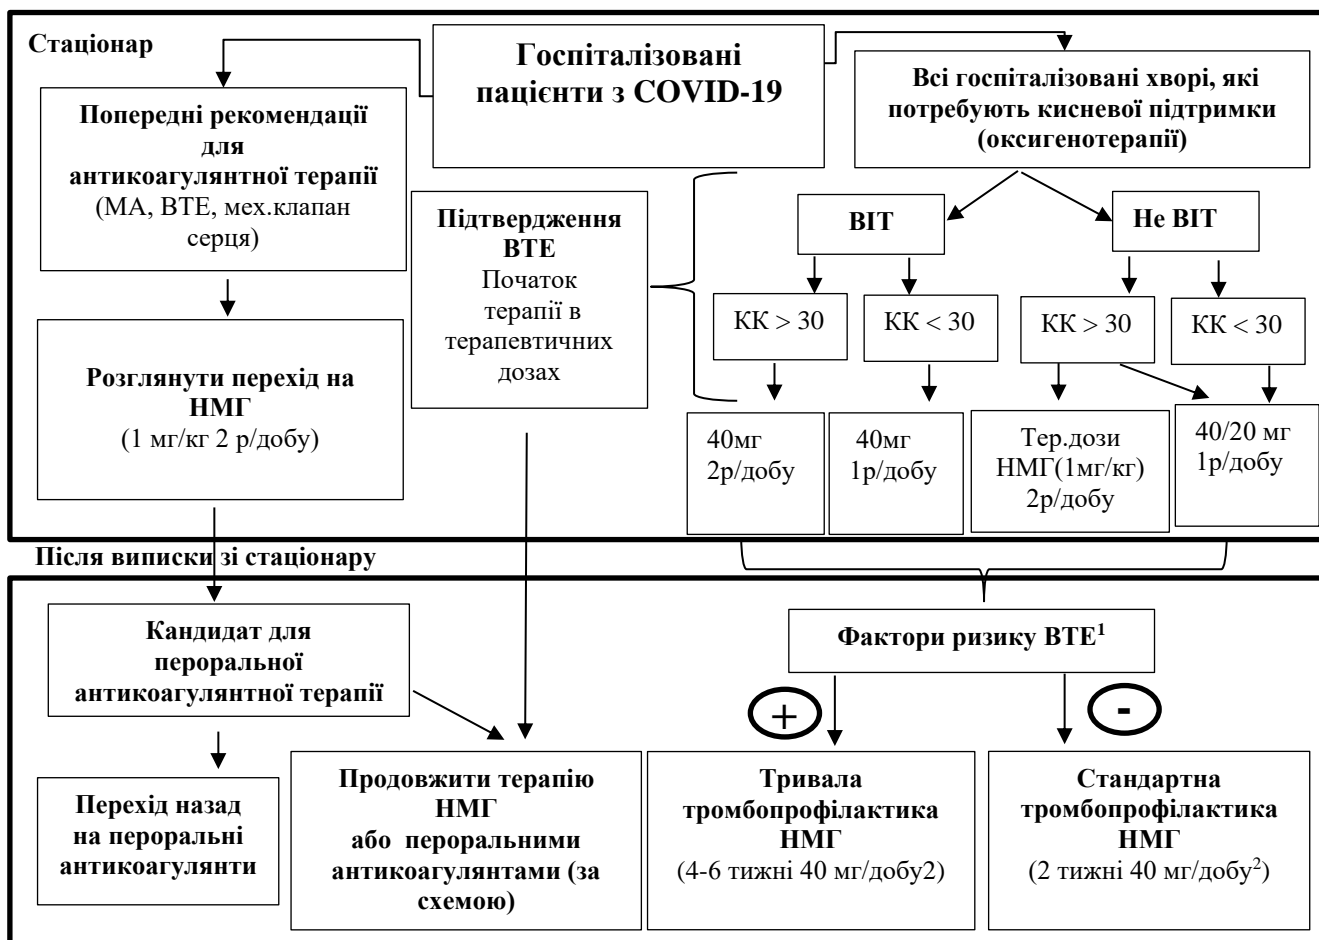 Стаціонар
Госпіталізовані
пацієнти з COVID-19
Попередні рекомендації
для
антикоагулянтної терапії
(МА, ВТЕ, мех.клапан
серця)
Всі госпіталізовані хворі, які
потребують кисневої підтримки
(оксигенотерапії)
Підтвердження
ВТЕ
Початок
терапії в
терапевтичних
дозах
ВІТ
Не ВІТ
КК > 30
КК < 30
КК > 30
КК < 30
Розглянути перехід на
НМГ
(1 мг/кг 2 р/добу)
40мг
2р/добу
40мг
1р/добу
Тер.дози
НМГ(1мг/кг)
2р/добу
40/20 мг
1р/добу
Після виписки зі стаціонару
Кандидат для
пероральної
антикоагулянтної терапії
Фактори ризику ВТЕ¹
+
-
Перехід назад
на пероральні
антикоагулянти
Продовжити терапію
НМГ
або пероральними
антикоагулянтами (за
схемою)
Тривала
тромбопрофілактика
НМГ
(4-6 тижні 40 мг/добу2)
Стандартна
тромбопрофілактика
НМГ
(2 тижні 40 мг/добу²)